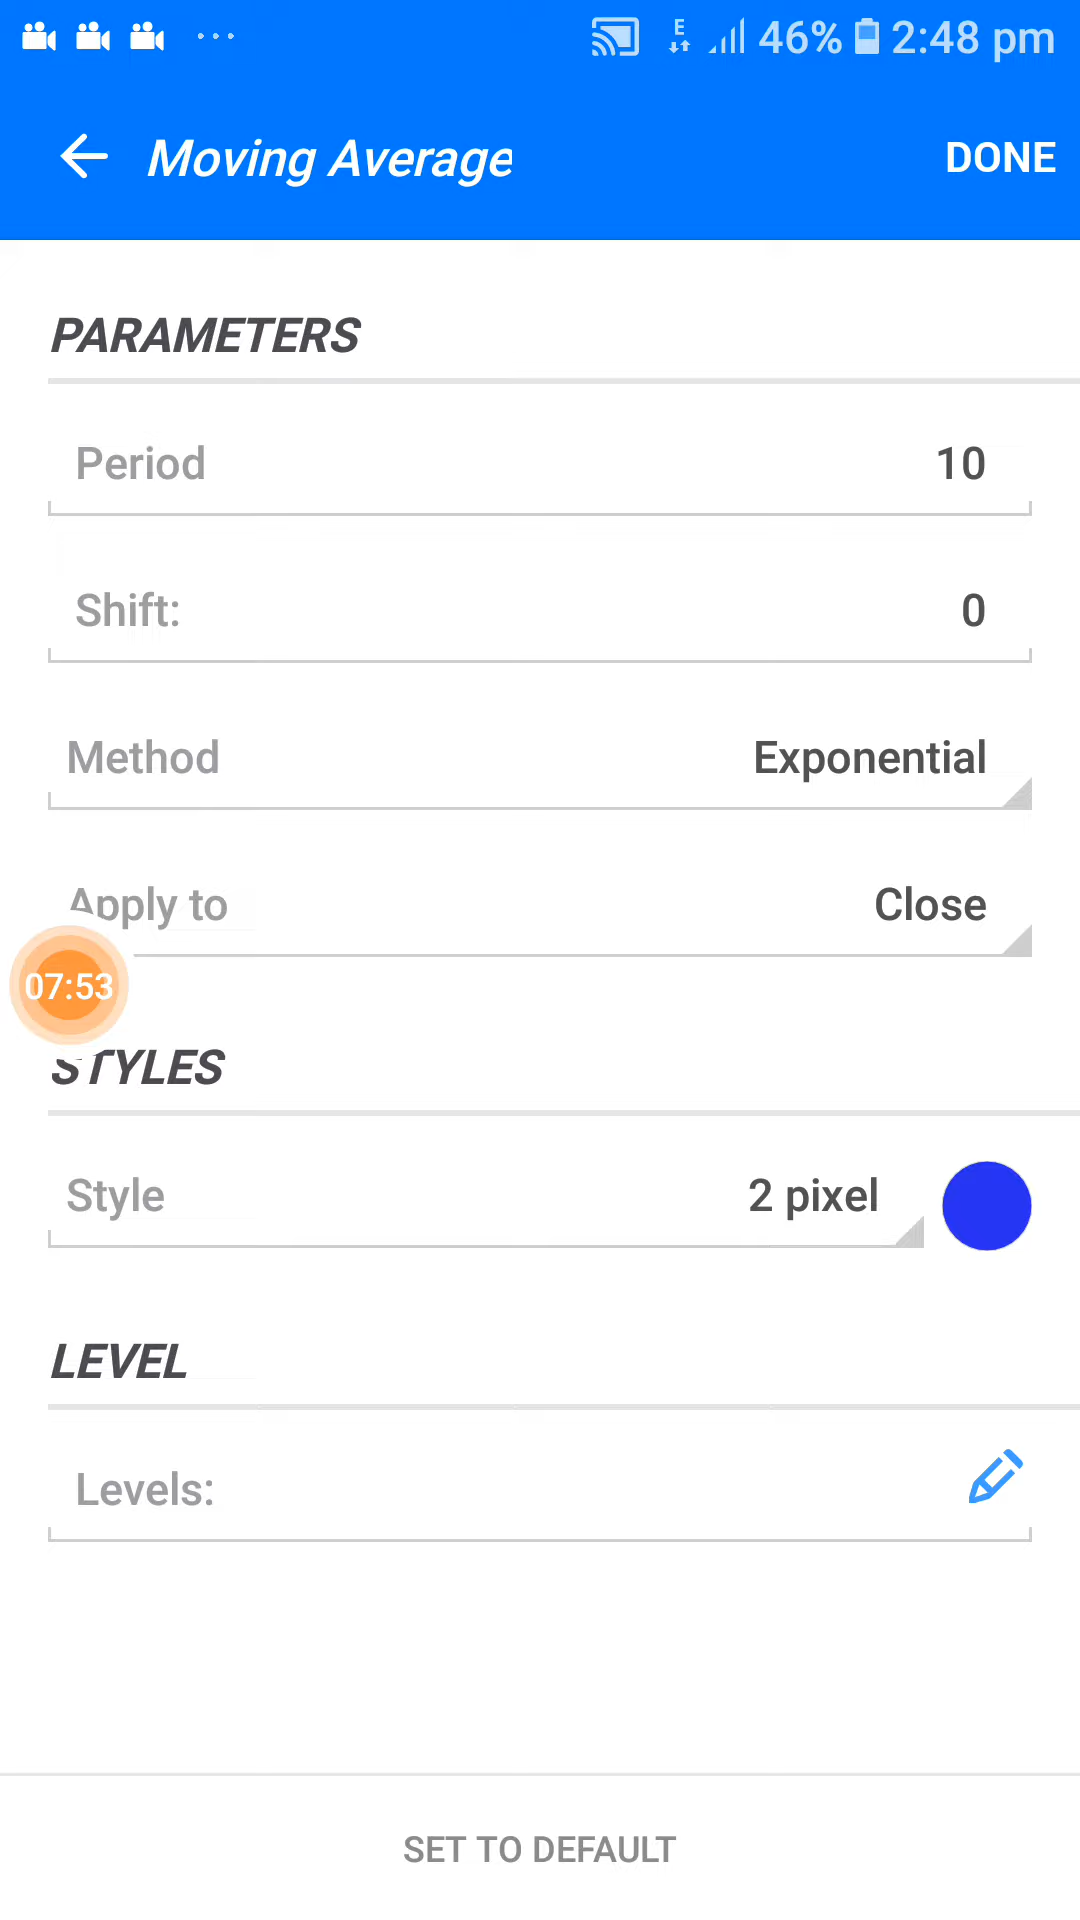 E 46% 2:48 pm
Moving Average DONE
PARAMETERS
Period 10
Shift: 0
Method Exponential
Apply to Close
07:53
STYLES
Style 2 pixel
LEVEL
Levels:
SET TO DEFAULT